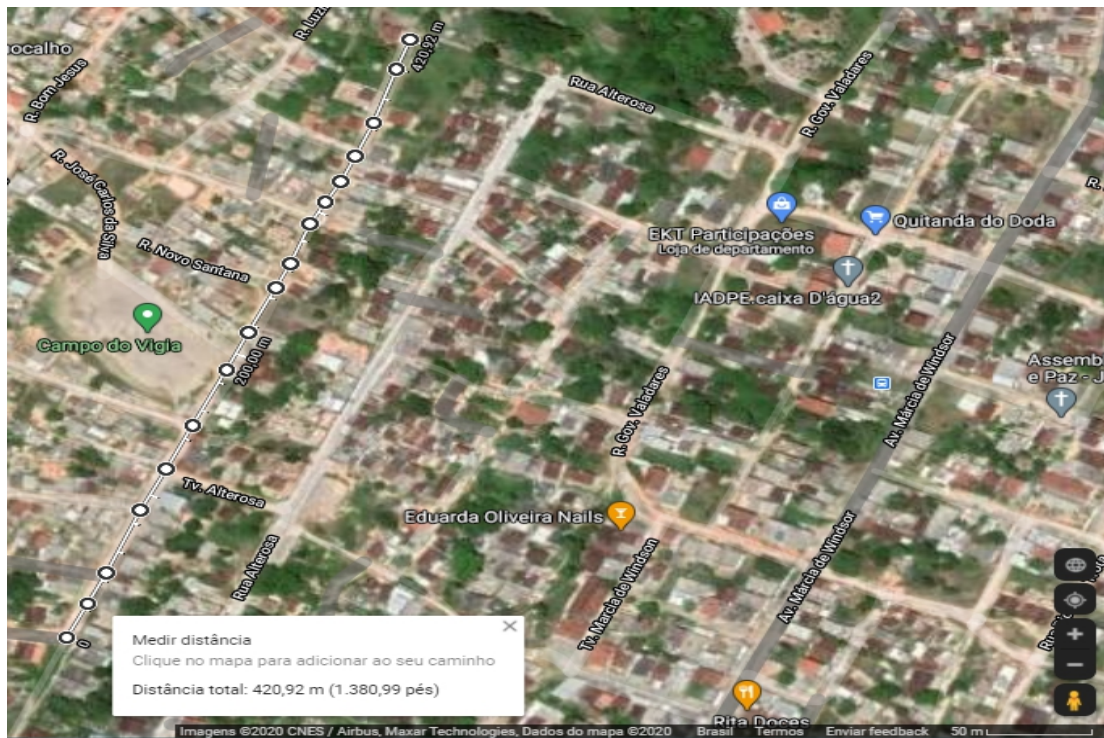 ocalho
R. Bom Jesus
R. Luz
420,92 m
R. José Carlos da Silva
R. Novo Santana
Campo do Vigia
200,00 m
Rua Alterosa
R. Gov. Valadares
R.
EKT Participações
Loja de departamento
Quitanda do Doda
IADPE.caixa D'água2
Assemb
e Paz - J
Av. Márcia de Windsor
R. Gov. Valadares
Tv. Alterosa
Eduarda Oliveira Nails
Rua Alterosa
Tv. Marcia de Windson
Av. Márcia de Windsor
Rua
0
Medir distância
Clique no mapa para adicionar ao seu caminho
Distância total: 420,92 m (1.380,99 pés)
Rita Doces
Imagens ©2020 CNES / Airbus, Maxar Technologies, Dados do mapa ©2020 Brasil Termos Enviar feedback 50 m